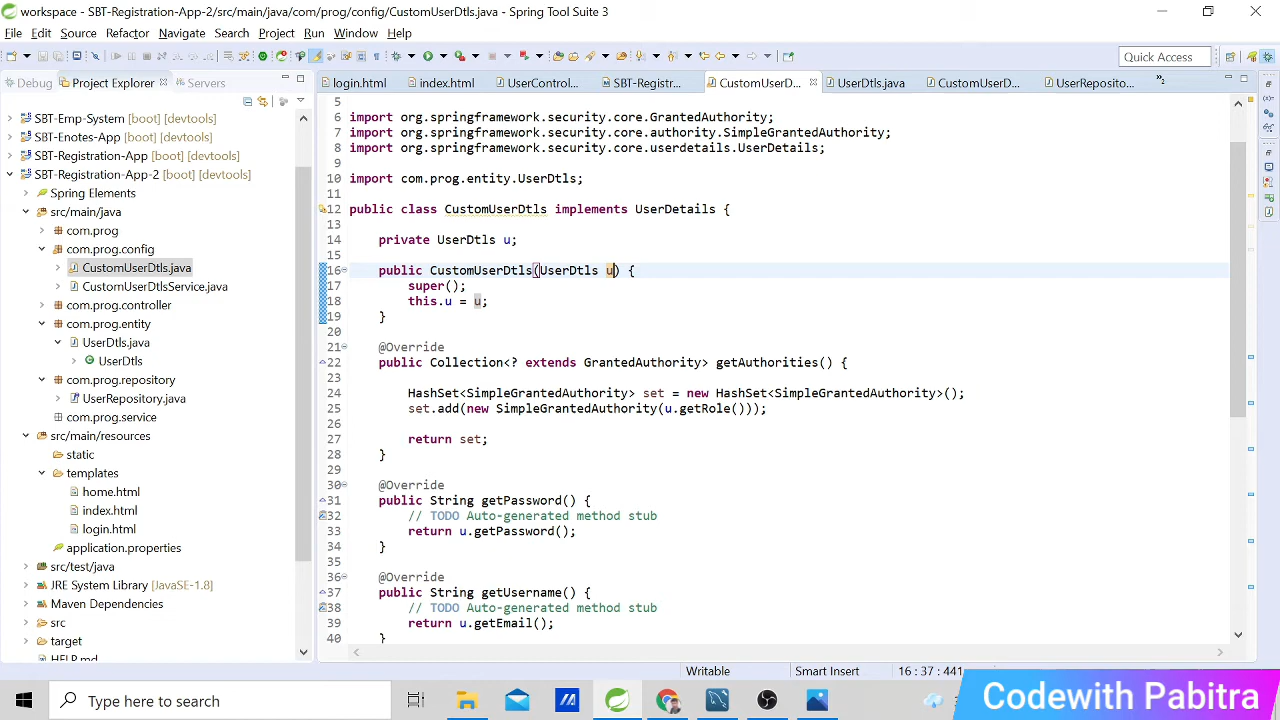 workspace - SBT-Registration-App-2/src/main/java/com/prog/config/CustomUserDtls.java - Spring Tool Suite 3
File Edit Source Refactor Navigate Search Project Run Window Help
Quick Access
Debug Project Explorer Servers
login.html index.html UserControl... SBT-Registr... CustomUserD... UserDtls.java CustomUserD... UserReposito...
SBT-Emp-System [boot] [devtools]
SBT-Enotes-App [boot] [devtools]
SBT-Registration-App [boot] [devtools]
SBT-Registration-App-2 [boot] [devtools]
Spring Elements
src/main/java
com.prog
com.prog.config
CustomUserDtls.java
CustomUserDtlsService.java
com.prog.controller
com.prog.entity
UserDtls.java
UserDtls
com.prog.repository
UserRepository.java
com.prog.service
src/main/resources
static
templates
home.html
index.html
login.html
application.properties
src/test/java
JRE System Library [JavaSE-1.8]
Maven Dependencies
src
target
HELP.md
5
6 import org.springframework.security.core.GrantedAuthority;
7 import org.springframework.security.core.authority.SimpleGrantedAuthority;
8 import org.springframework.security.core.userdetails.UserDetails;
9
10 import com.prog.entity.UserDtls;
11
12 public class CustomUserDtls implements UserDetails {
13
14 private UserDtls u;
15
16 public CustomUserDtls(UserDtls u) {
17 super();
18 this.u = u;
19 }
20
21 @Override
22 public Collection<? extends GrantedAuthority> getAuthorities() {
23
24 HashSet<SimpleGrantedAuthority> set = new HashSet<SimpleGrantedAuthority>();
25 set.add(new SimpleGrantedAuthority(u.getRole()));
26
27 return set;
28 }
29
30 @Override
31 public String getPassword() {
32 // TODO Auto-generated method stub
33 return u.getPassword();
34 }
35
36 @Override
37 public String getUsername() {
38 // TODO Auto-generated method stub
39 return u.getEmail();
40 }
Writable Smart Insert 16 : 37 : 441
Type here to search
Codewith Pabitra